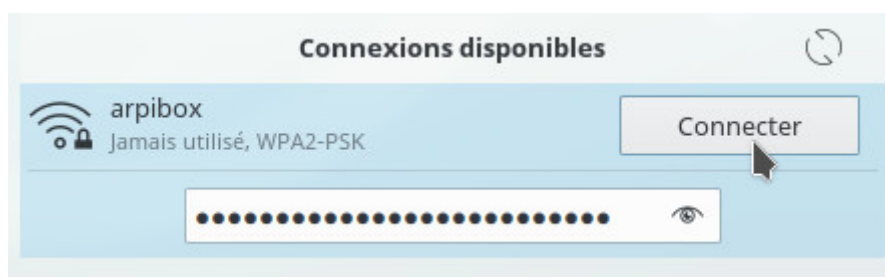 Connexions disponibles
arpibox
Jamais utilisé, WPA2-PSK
Connecter